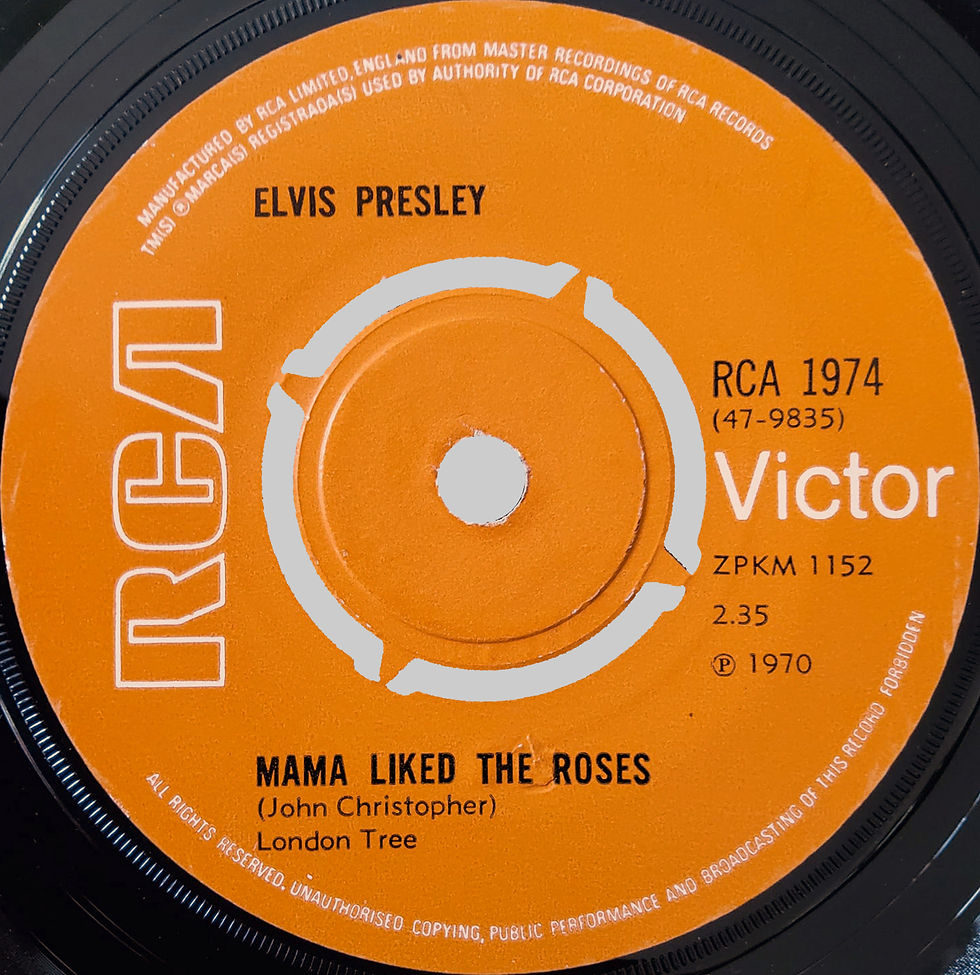 MANUFACTURED BY RCA LIMITED, ENGLAND FROM MASTER RECORDINGS OF RCA RECORDS
TM(S) ® MARCA(S) REGISTRADA(S) USED BY AUTHORITY OF RCA CORPORATION
ELVIS PRESLEY
RCA
RCA 1974
(47-9835)
Victor
ZPKM 1152
2.35
℗ 1970
MAMA LIKED THE ROSES
(John Christopher)
London Tree
ALL RIGHTS RESERVED, UNAUTHORISED COPYING, PUBLIC PERFORMANCE AND BROADCASTING OF THIS RECORD FORBIDDEN